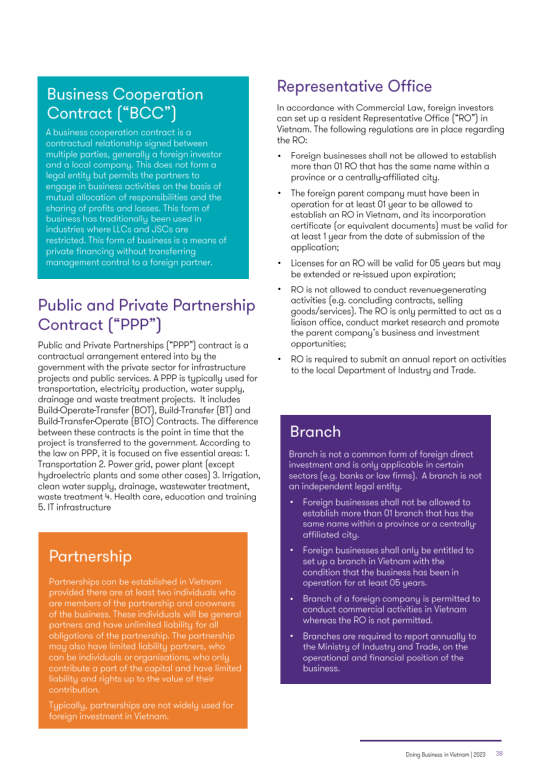 Business Cooperation
Contract (“BCC”)
A business cooperation contract is a
contractual relationship signed between
multiple parties, generally a foreign investor
and a local company. This does not form a
legal entity but permits the partners to
engage in business activities on the basis of
mutual allocation of responsibilities and the
sharing of profits and losses. This form of
business has traditionally been used in
industries where LLCs and JSCs are
restricted. This form of business is a means of
private financing without transferring
management control to a foreign partner.
Public and Private Partnership
Contract (“PPP”)
Public and Private Partnerships (“PPP”) contract is a
contractual arrangement entered into by the
government with the private sector for infrastructure
projects and public services. A PPP is typically used for
transportation, electricity production, water supply,
drainage and waste treatment projects. It includes
Build-Operate-Transfer (BOT), Build-Transfer (BT) and
Build-Transfer-Operate (BTO) Contracts. The difference
between these contracts is the point in time that the
project is transferred to the government. According to
the law on PPP, it is focused on five essential areas: 1.
Transportation 2. Power grid, power plant (except
hydroelectric plants and some other cases) 3. Irrigation,
clean water supply, drainage, wastewater treatment,
waste treatment 4. Health care, education and training
5. IT infrastructure
Partnership
Partnerships can be established in Vietnam
provided there are at least two individuals who
are members of the partnership and co-owners
of the business. These individuals will be general
partners and have unlimited liability for all
obligations of the partnership. The partnership
may also have limited liability partners, who
can be individuals or organisations, who only
contribute a part of the capital and have limited
liability and rights up to the value of their
contribution.
Typically, partnerships are not widely used for
foreign investment in Vietnam.
Representative Office
In accordance with Commercial Law, foreign investors
can set up a resident Representative Office (“RO”) in
Vietnam. The following regulations are in place regarding
the RO:
• Foreign businesses shall not be allowed to establish
more than 01 RO that has the same name within a
province or a centrally-affiliated city.
• The foreign parent company must have been in
operation for at least 01 year to be allowed to
establish an RO in Vietnam, and its incorporation
certificate (or equivalent documents) must be valid for
at least 1 year from the date of submission of the
application;
• Licenses for an RO will be valid for 05 years but may
be extended or re-issued upon expiration;
• RO is not allowed to conduct revenue-generating
activities (e.g. concluding contracts, selling
goods/services). The RO is only permitted to act as a
liaison office, conduct market research and promote
the parent company’s business and investment
opportunities;
• RO is required to submit an annual report on activities
to the local Department of Industry and Trade.
Branch
Branch is not a common form of foreign direct
investment and is only applicable in certain
sectors (e.g. banks or law firms). A branch is not
an independent legal entity.
• Foreign businesses shall not be allowed to
establish more than 01 branch that has the
same name within a province or a centrally-
affiliated city.
• Foreign businesses shall only be entitled to
set up a branch in Vietnam with the
condition that the business has been in
operation for at least 05 years.
• Branch of a foreign company is permitted to
conduct commercial activities in Vietnam
whereas the RO is not permitted.
• Branches are required to report annually to
the Ministry of Industry and Trade, on the
operational and financial position of the
business.
Doing Business in Vietnam | 2023 38